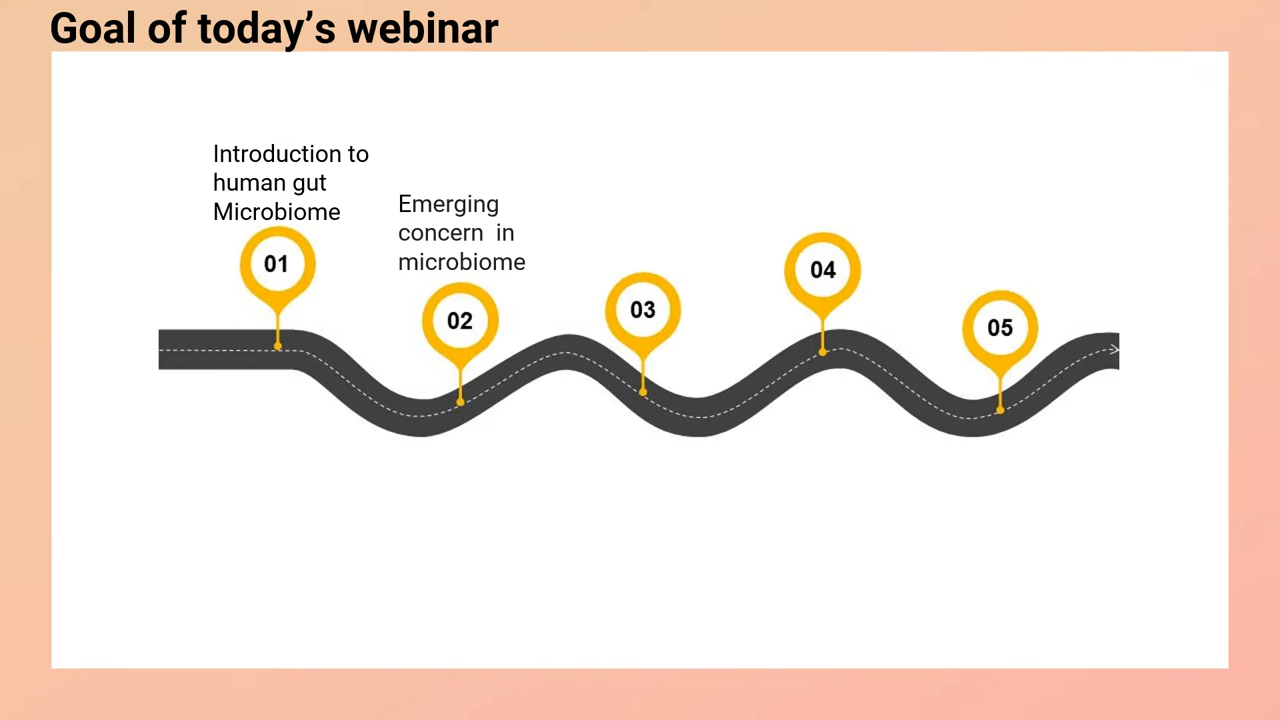 Goal of today’s webinar
Introduction to
human gut
Microbiome
Emerging
concern  in
microbiome
01
02
03
04
05